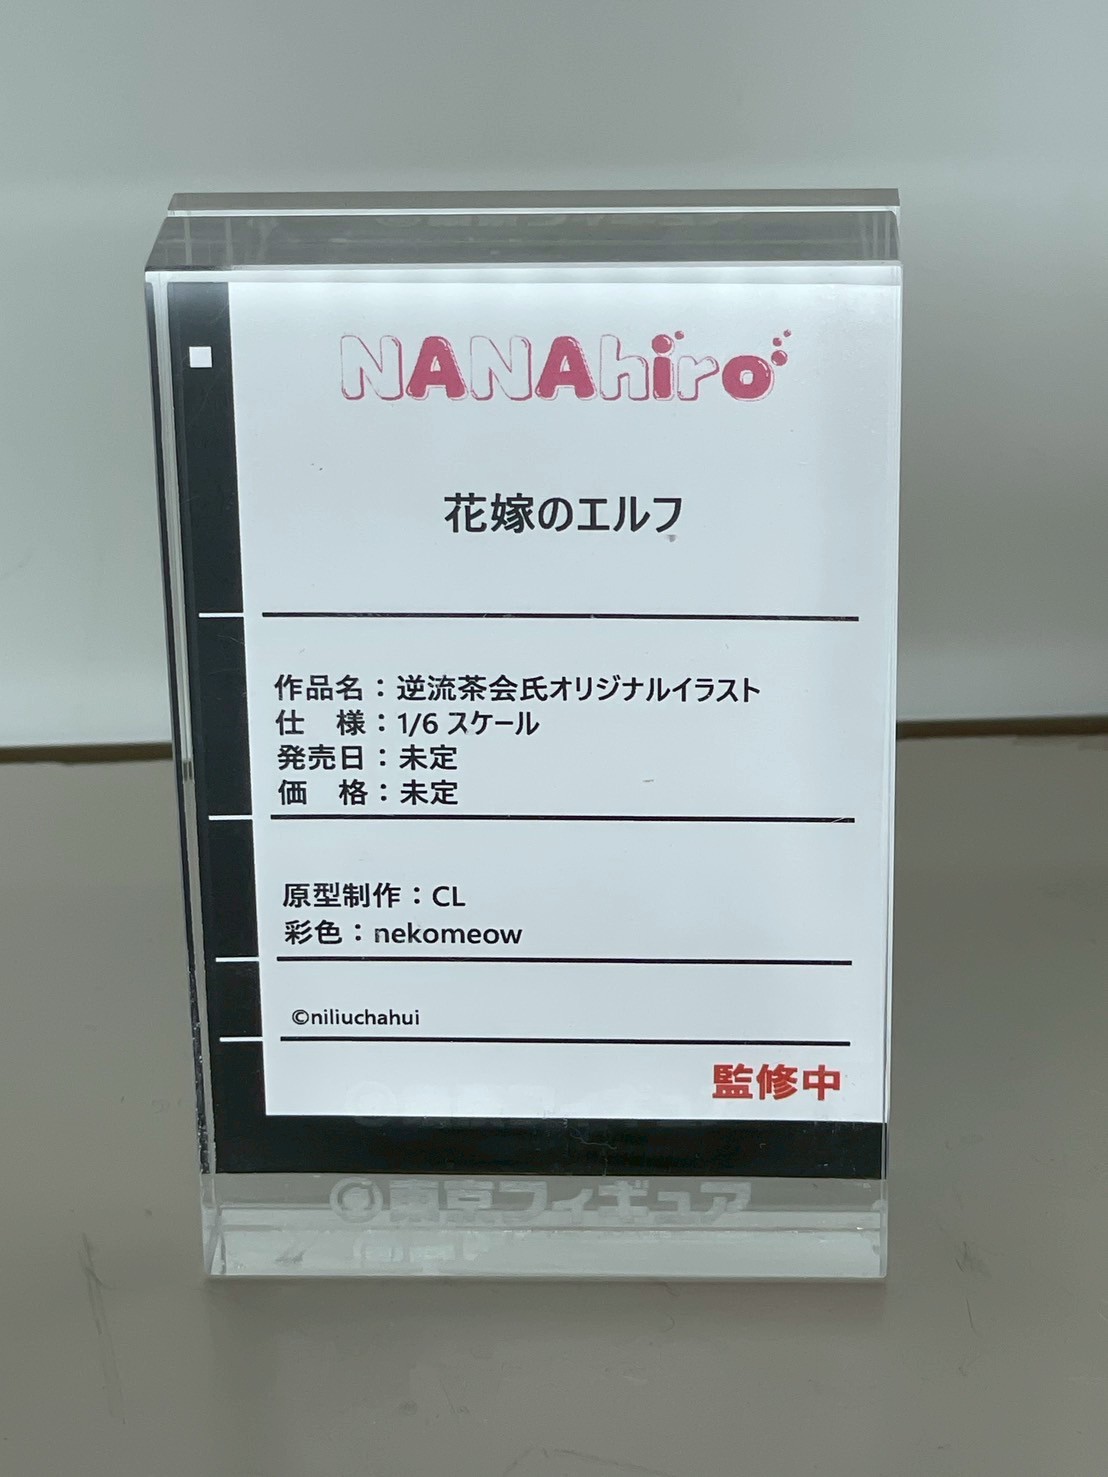 NANAhiro
花嫁のエルフ
作品名：逆流茶会氏オリジナルイラスト
仕　様：1/6 スケール
発売日：未定
価　格：未定
原型制作：CL
彩色：nekomeow
©niliuchahui
監修中
東京フィギュア